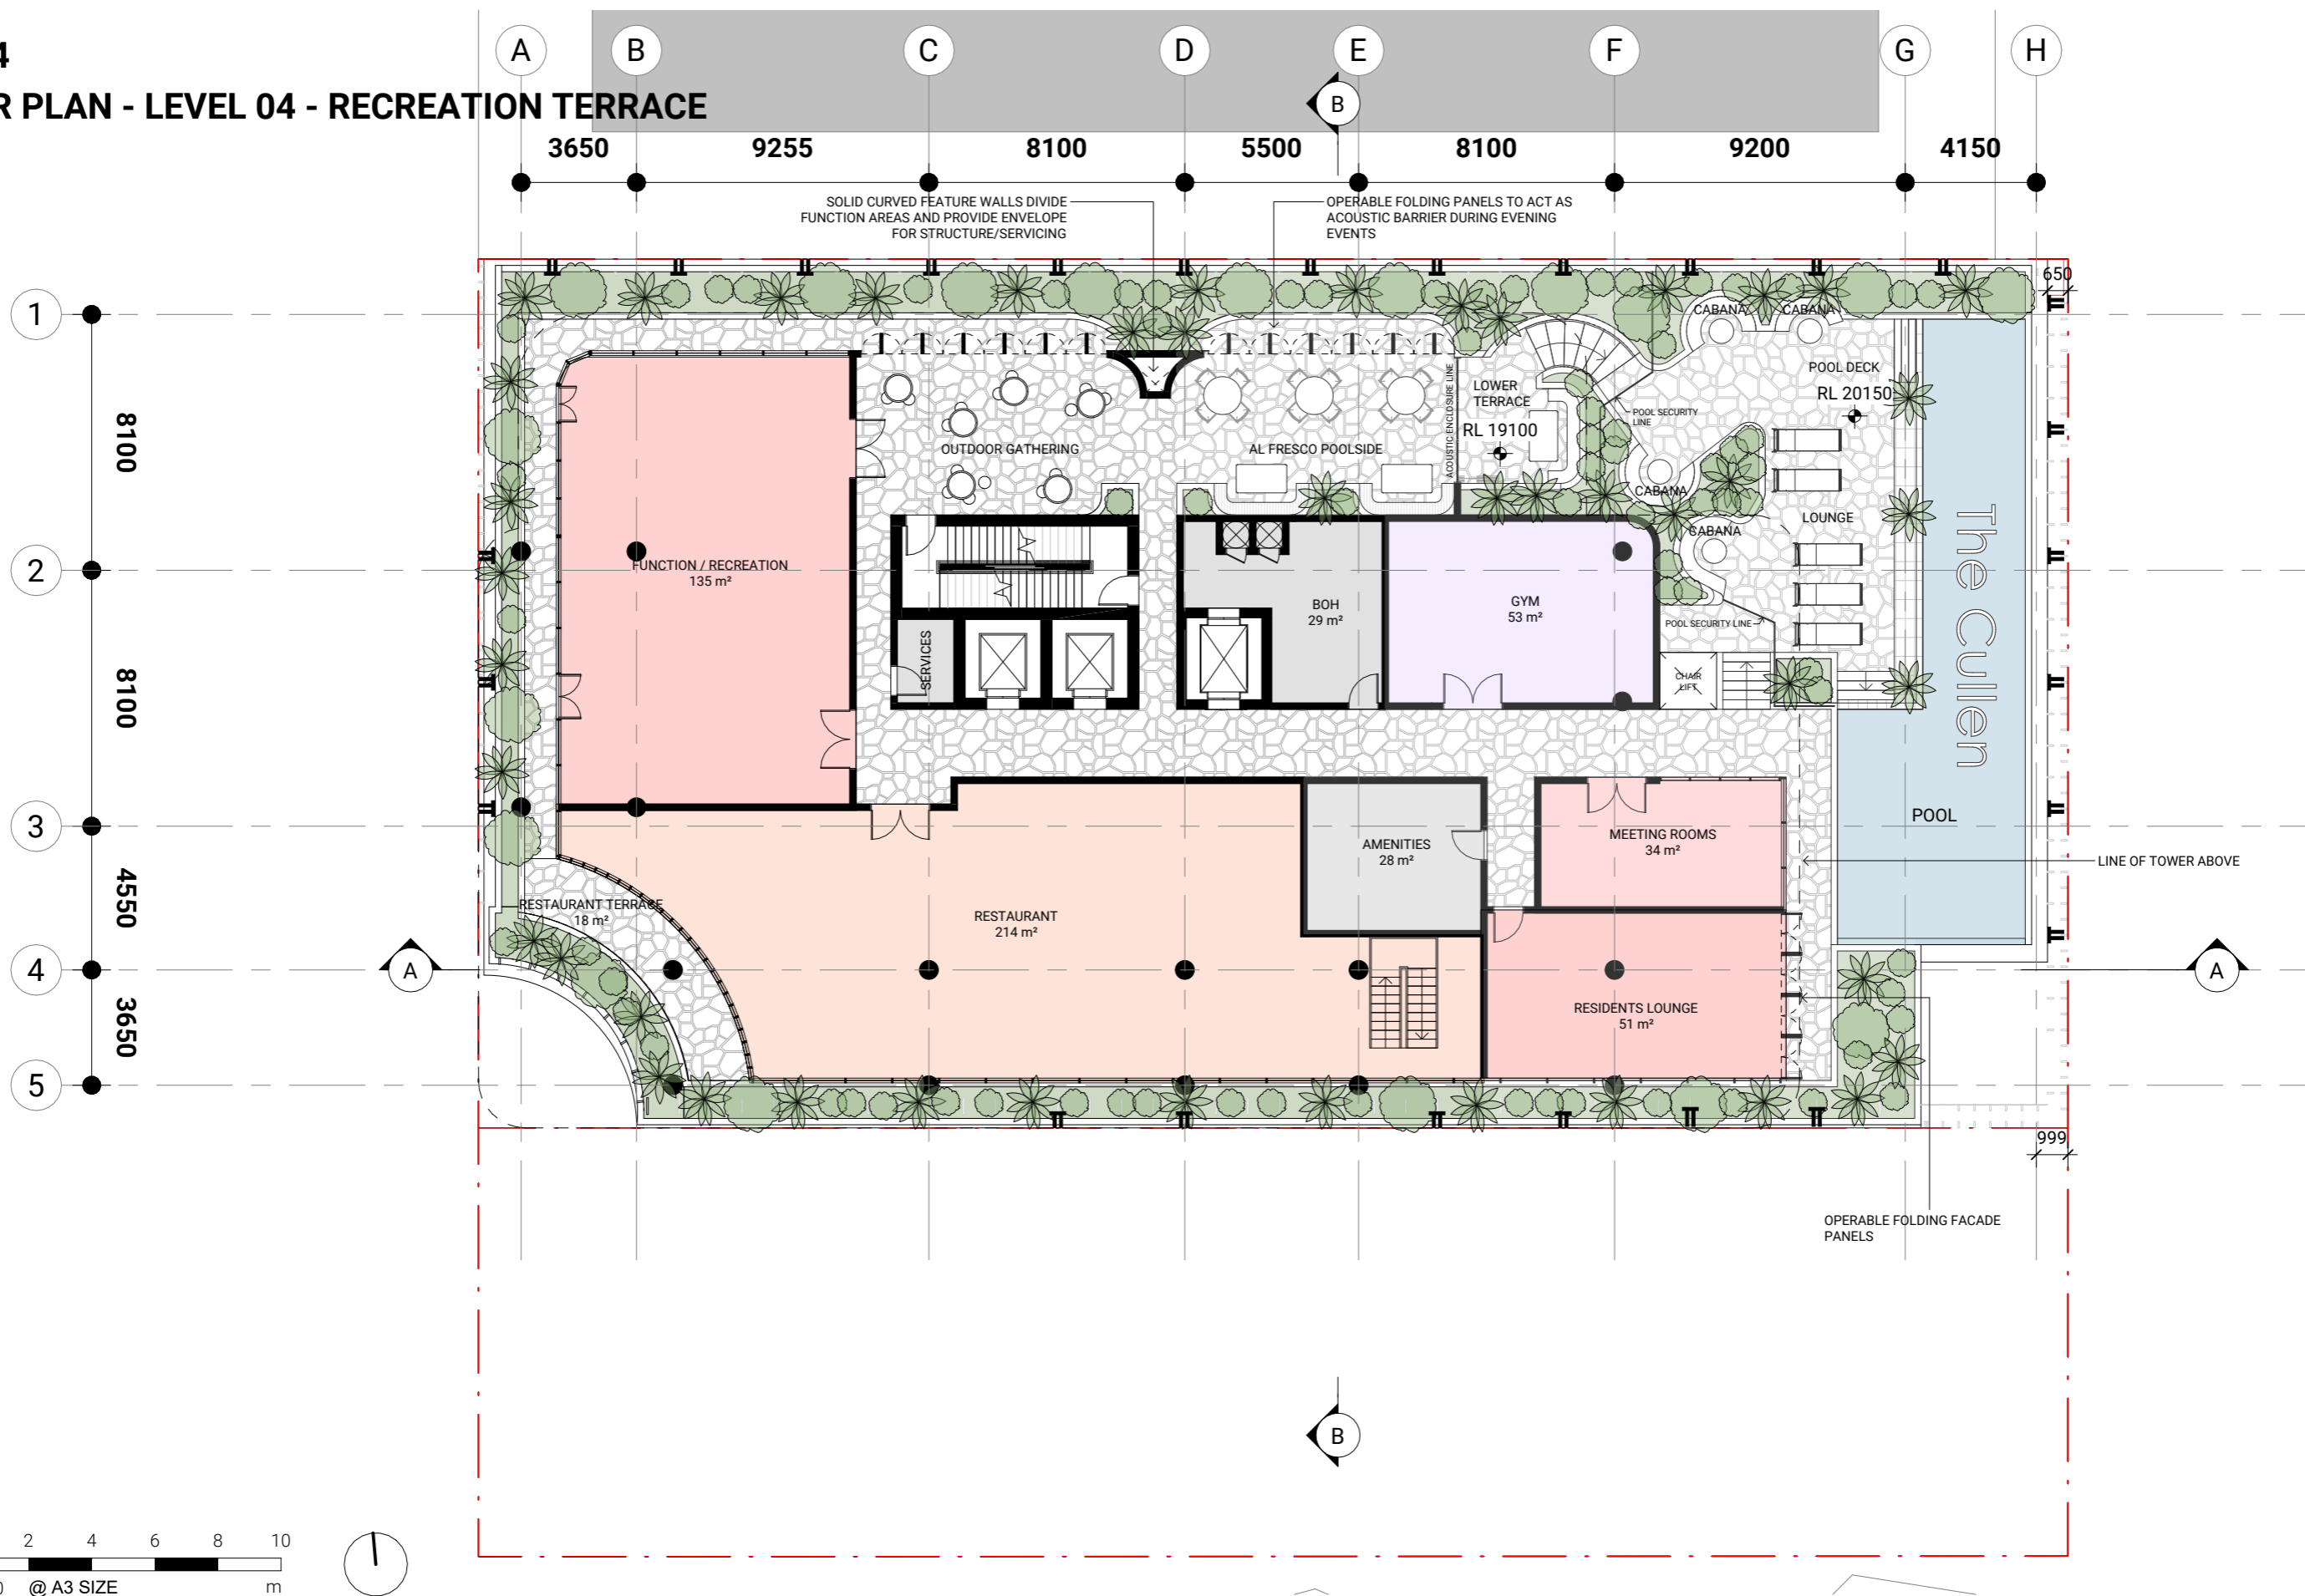 4
R PLAN - LEVEL 04 - RECREATION TERRACE
A B C D E F G H
B
3650 9255 8100 5500 8100 9200 4150
SOLID CURVED FEATURE WALLS DIVIDE
FUNCTION AREAS AND PROVIDE ENVELOPE
FOR STRUCTURE/SERVICING
OPERABLE FOLDING PANELS TO ACT AS
ACOUSTIC BARRIER DURING EVENING
EVENTS
650
1
2
3
4
5
8100
8100
4550
3650
CABANA
CABANA
POOL DECK
RL 20150
LOWER
TERRACE
RL 19100
POOL SECURITY
LINE
ACOUSTIC ENCLOSURE LINE
OUTDOOR GATHERING
AL FRESCO POOLSIDE
CABANA
CABANA
LOUNGE
The Cullen
FUNCTION / RECREATION
135 m²
BOH
29 m²
GYM
53 m²
POOL SECURITY LINE
SERVICES
CHAIR
LIFT
POOL
MEETING ROOMS
34 m²
AMENITIES
28 m²
LINE OF TOWER ABOVE
RESTAURANT TERRACE
18 m²
RESTAURANT
214 m²
A
A
RESIDENTS LOUNGE
51 m²
999
OPERABLE FOLDING FACADE
PANELS
B
2 4 6 8 10
0 @ A3 SIZE m